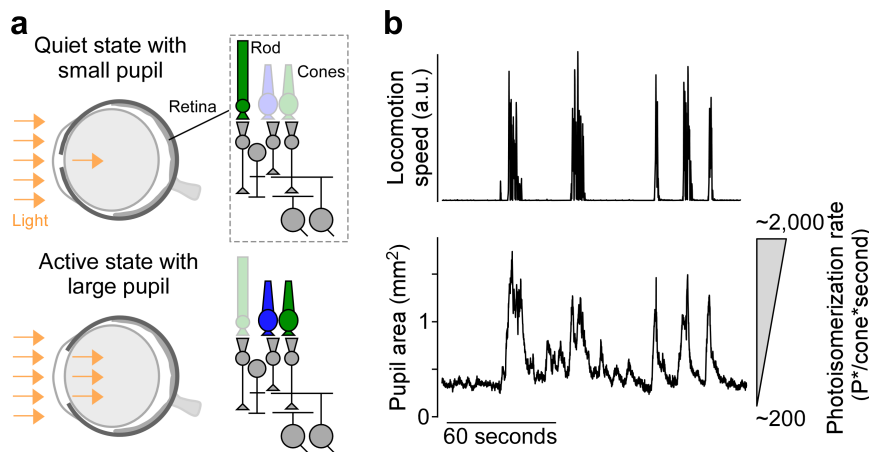 a
Quiet state with
small pupil
Rod
Cones
Retina
Light
Active state with
large pupil
b
Locomotion
speed (a.u.)
Pupil area (mm²)
1
0
60 seconds
~2,000
~200
Photoisomerization rate
(P*/cone*second)